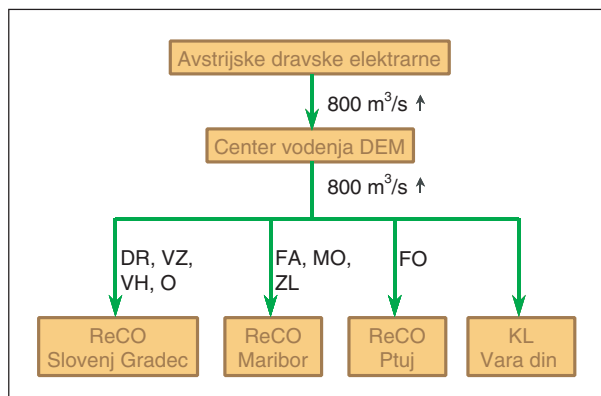 Avstrijske dravske elektrarne
800 m³/s ↑
Center vodenja DEM
800 m³/s ↑
DR, VZ,
VH, O
FA, MO,
ZL
FO
ReCO
Slovenj Gradec
ReCO
Maribor
ReCO
Ptuj
KL
Vara din